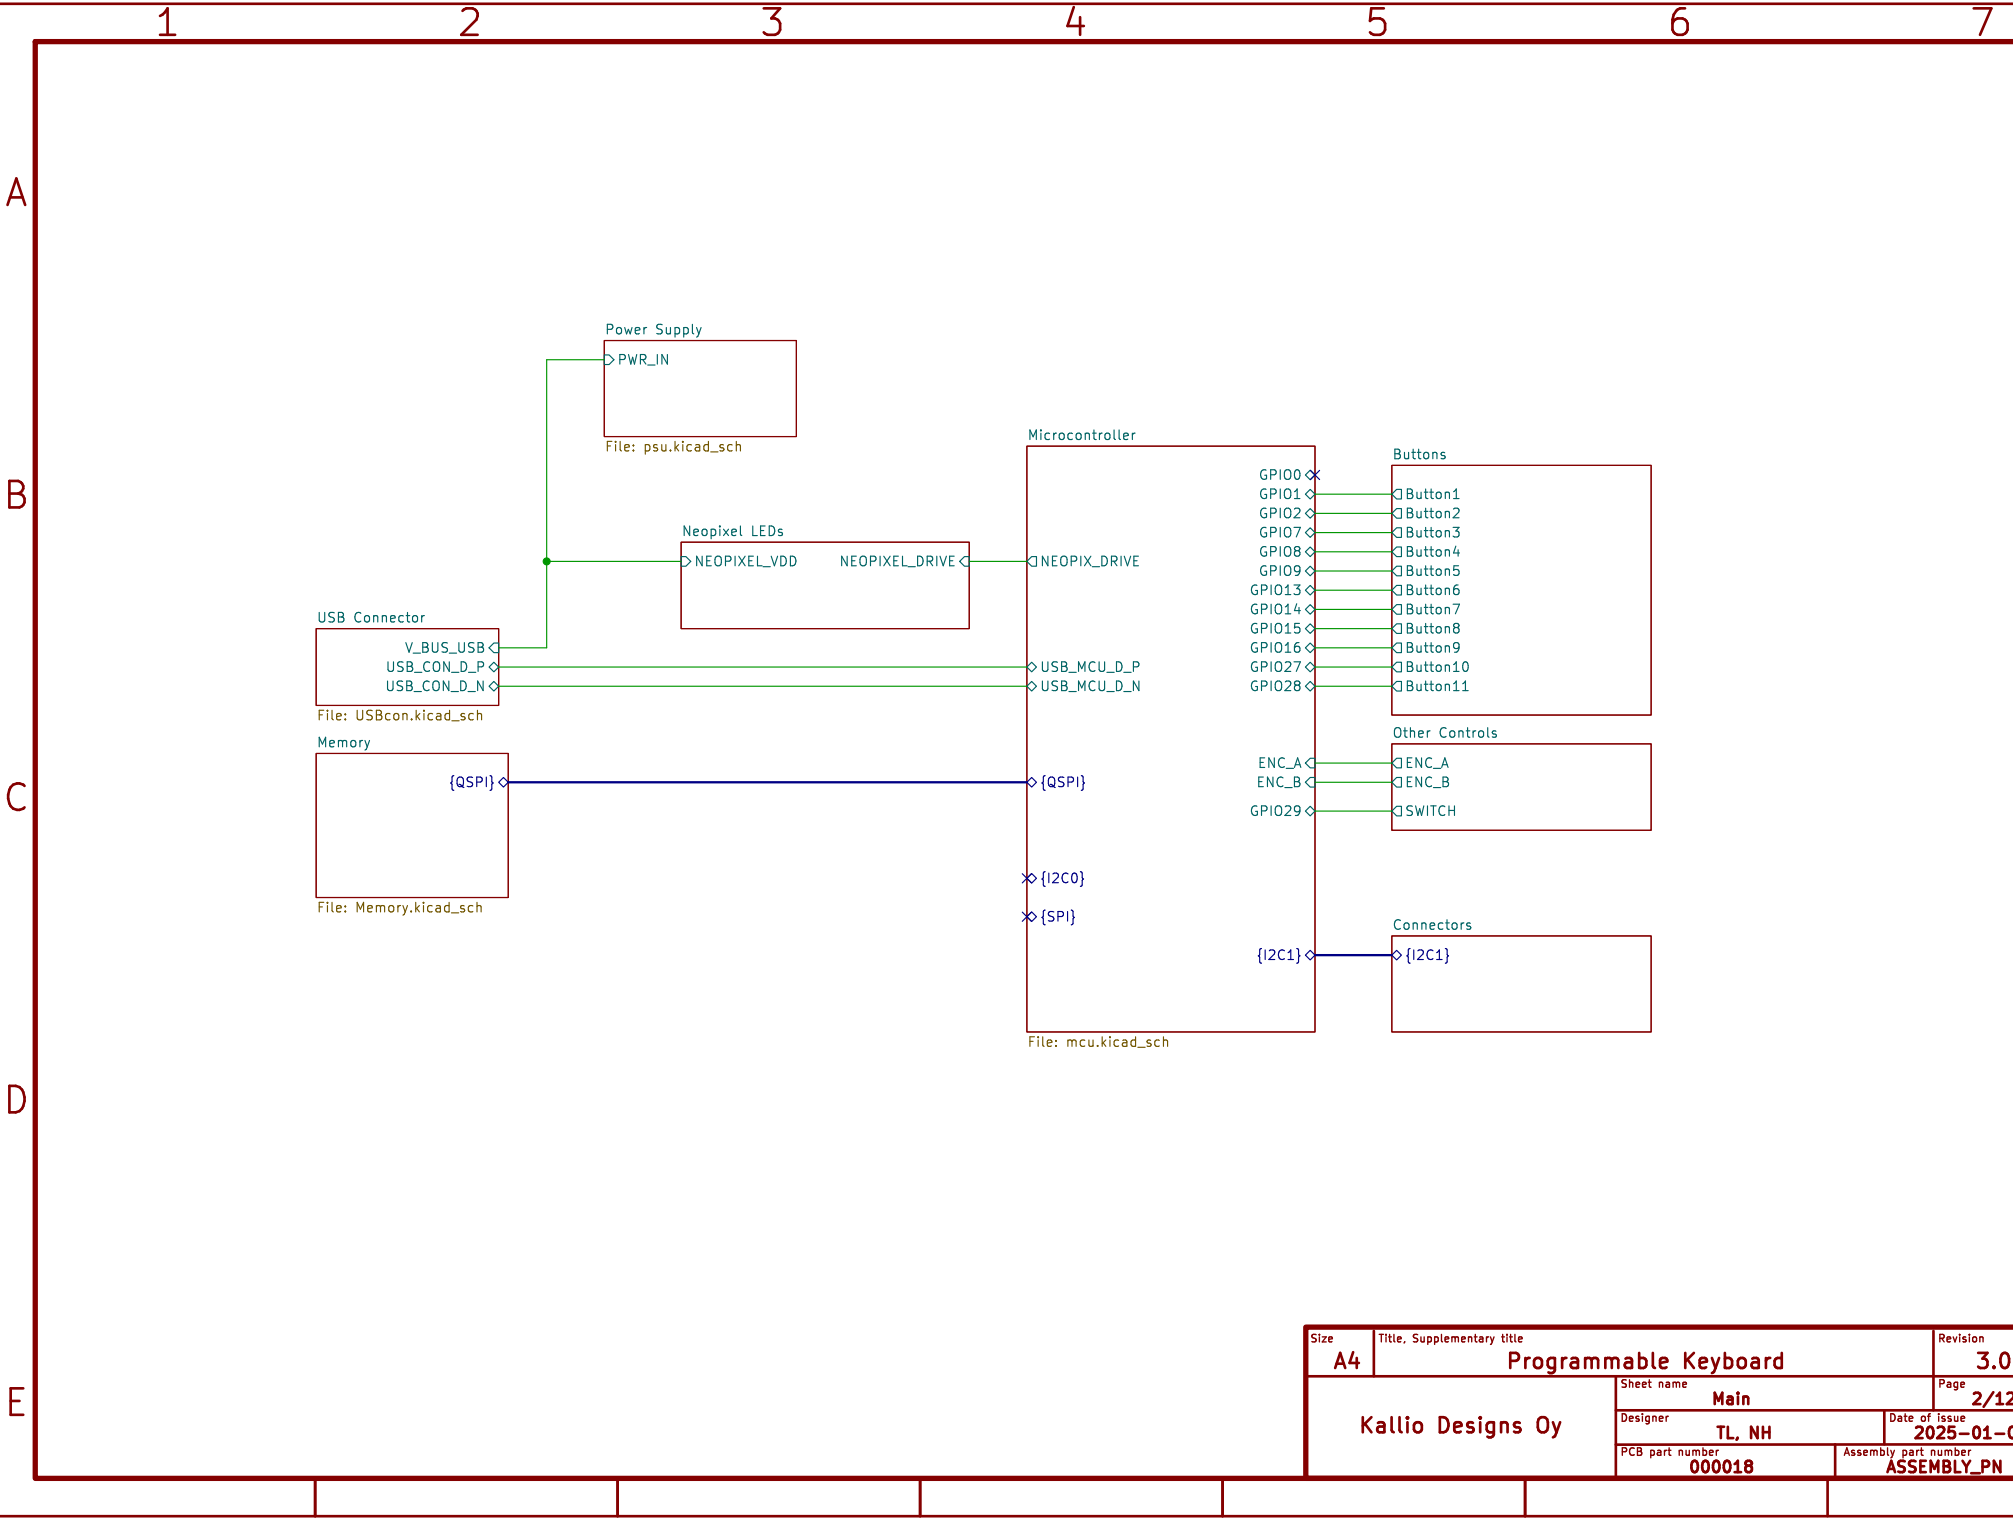 1 2 3 4 5 6 7
A
B
C
D
E
Power Supply
PWR_IN
File: psu.kicad_sch
Neopixel LEDs
NEOPIXEL_VDD NEOPIXEL_DRIVE
USB Connector
V_BUS_USB
USB_CON_D_P
USB_CON_D_N
File: USBcon.kicad_sch
Memory
{QSPI}
File: Memory.kicad_sch
Microcontroller
NEOPIX_DRIVE
USB_MCU_D_P
USB_MCU_D_N
{QSPI}
{I2C0}
{SPI}
GPIO0
GPIO1
GPIO2
GPIO7
GPIO8
GPIO9
GPIO13
GPIO14
GPIO15
GPIO16
GPIO27
GPIO28
ENC_A
ENC_B
GPIO29
{I2C1}
File: mcu.kicad_sch
Buttons
Button1
Button2
Button3
Button4
Button5
Button6
Button7
Button8
Button9
Button10
Button11
Other Controls
ENC_A
ENC_B
SWITCH
Connectors
{I2C1}
Size
A4
Title, Supplementary title
Programmable Keyboard
Revision
3.0
Kallio Designs Oy
Sheet name
Main
Page
2/12
Designer
TL, NH
Date of issue
2025-01-0
PCB part number
000018
Assembly part number
ASSEMBLY_PN